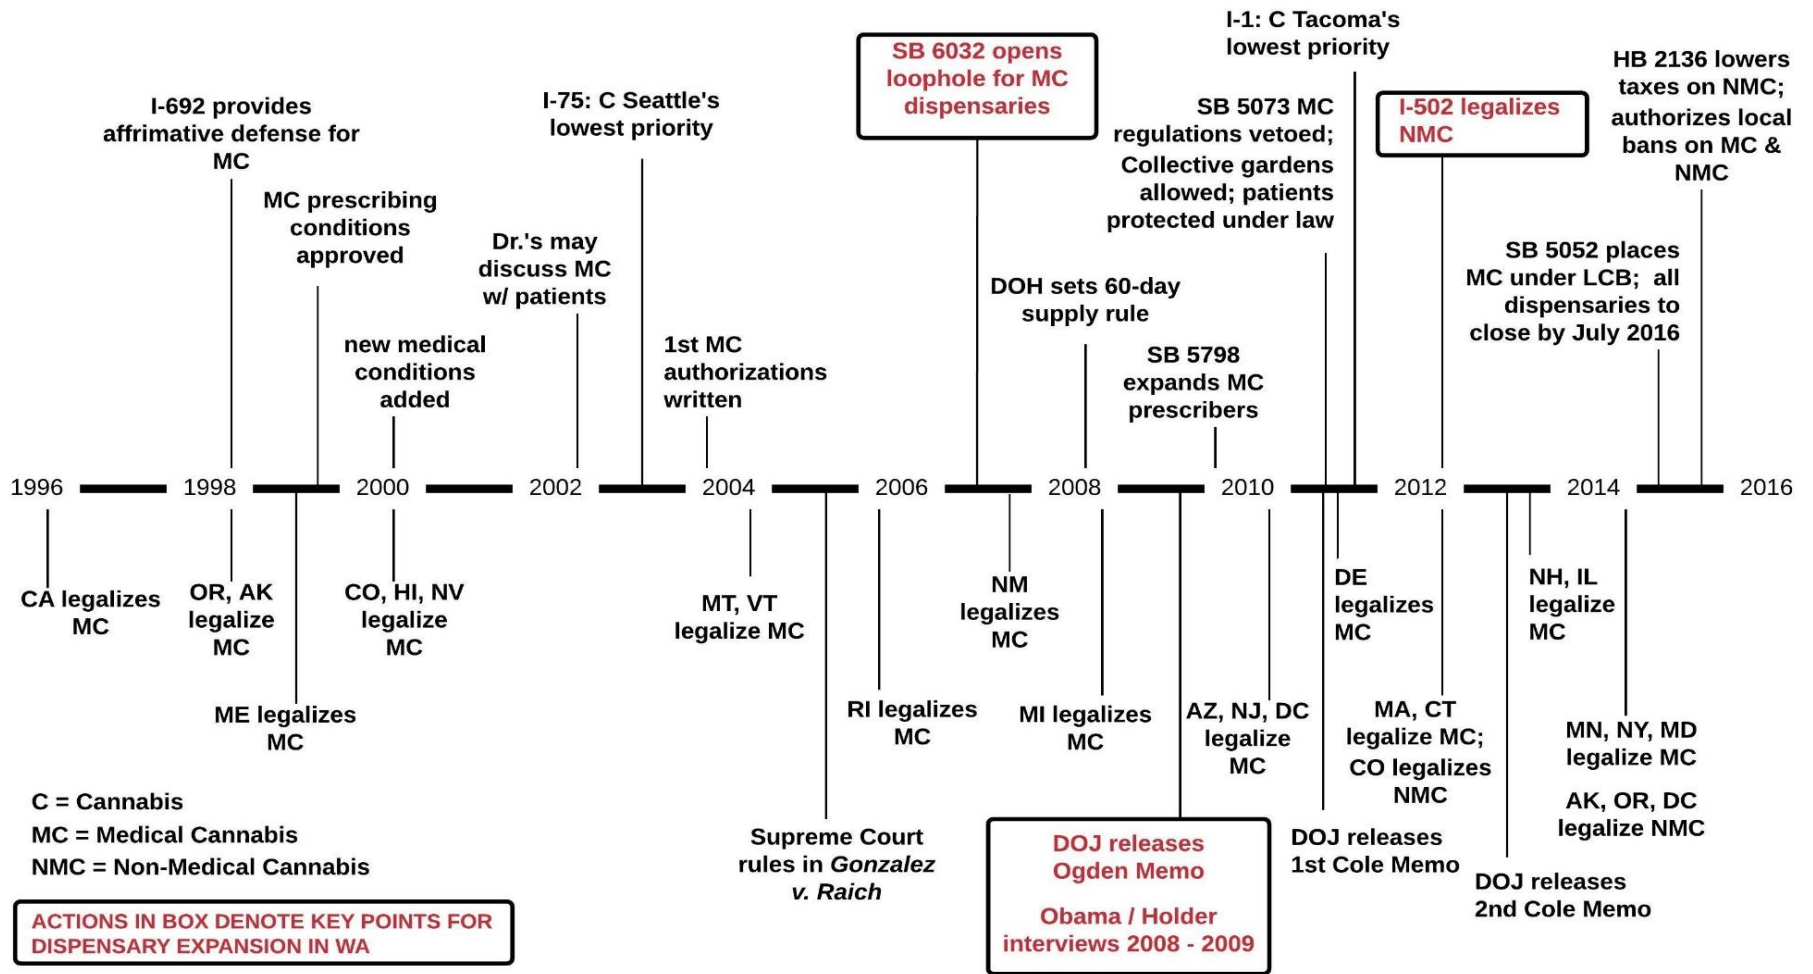 I-692 provides
affrimative defense for
MC
MC prescribing
conditions
approved
new medical
conditions
added
Dr.'s may
discuss MC
w/ patients
I-75: C Seattle's
lowest priority
1st MC
authorizations
written
SB 6032 opens
loophole for MC
dispensaries
DOH sets 60-day
supply rule
SB 5798
expands MC
prescribers
SB 5073 MC
regulations vetoed;
Collective gardens
allowed; patients
protected under law
I-1: C Tacoma's
lowest priority
I-502 legalizes
NMC
SB 5052 places
MC under LCB; all
dispensaries to
close by July 2016
HB 2136 lowers
taxes on NMC;
authorizes local
bans on MC &
NMC
1996 1998 2000 2002 2004 2006 2008 2010 2012 2014 2016
CA legalizes
MC
OR, AK
legalize
MC
ME legalizes
MC
CO, HI, NV
legalize
MC
MT, VT
legalize MC
Supreme Court
rules in Gonzalez
v. Raich
RI legalizes
MC
NM
legalizes
MC
MI legalizes
MC
DOJ releases
Ogden Memo
Obama / Holder
interviews 2008 - 2009
AZ, NJ, DC
legalize
MC
DOJ releases
1st Cole Memo
DE
legalizes
MC
MA, CT
legalize MC;
CO legalizes
NMC
DOJ releases
2nd Cole Memo
NH, IL
legalize
MC
MN, NY, MD
legalize MC
AK, OR, DC
legalize NMC
C = Cannabis
MC = Medical Cannabis
NMC = Non-Medical Cannabis
ACTIONS IN BOX DENOTE KEY POINTS FOR
DISPENSARY EXPANSION IN WA